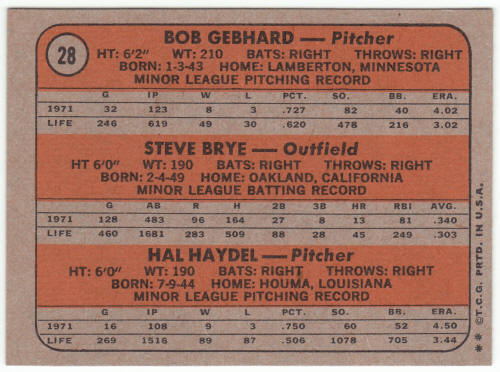 28
BOB GEBHARD — Pitcher
HT: 6'2" WT: 210 BATS: RIGHT THROWS: RIGHT
BORN: 1-3-43 HOME: LAMBERTON, MINNESOTA
MINOR LEAGUE PITCHING RECORD
G IP W L PCT. SO. BB. ERA.
1971 32 123 8 3 .727 82 40 4.02
LIFE 246 619 49 30 .620 478 216 3.02
STEVE BRYE — Outfield
HT: 6'0" WT: 190 BATS: RIGHT THROWS: RIGHT
BORN: 2-4-49 HOME: OAKLAND, CALIFORNIA
MINOR LEAGUE BATTING RECORD
G AB R H 2B 3B HR RBI AVG.
1971 128 483 96 164 27 8 13 81 .340
LIFE 460 1681 283 509 88 28 45 249 .303
HAL HAYDEL — Pitcher
HT: 6'0" WT: 190 BATS: RIGHT THROWS: RIGHT
BORN: 7-9-44 HOME: HOUMA, LOUISIANA
MINOR LEAGUE PITCHING RECORD
G IP W L PCT. SO. BB. ERA.
1971 16 108 9 3 .750 60 52 4.50
LIFE 269 1516 89 87 .506 1078 705 3.44
** ©T.C.G. PRTD. IN U.S.A.